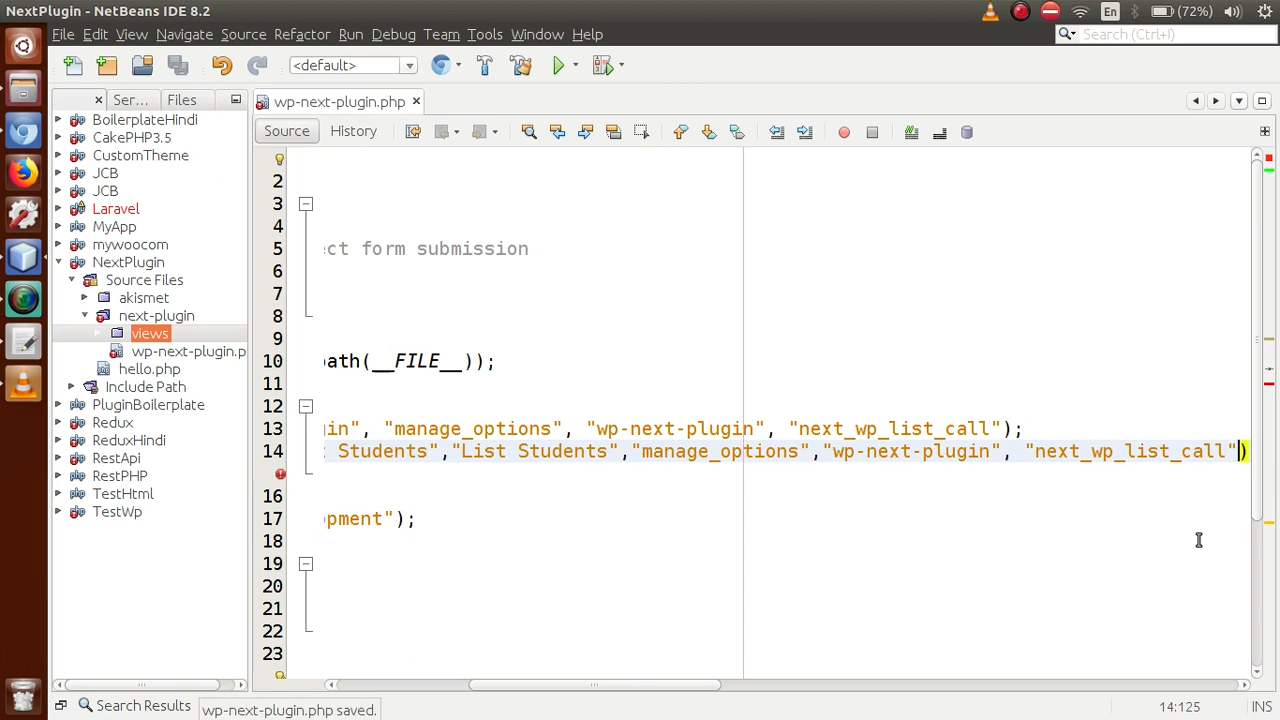 NextPlugin - NetBeans IDE 8.2
En
(72%)
File Edit View Navigate Source Refactor Run Debug Team Tools Window Help
Search (Ctrl+I)
<default>
Ser... Files
wp-next-plugin.php
Source History
BoilerplateHindi
CakePHP3.5
CustomTheme
JCB
JCB
Laravel
MyApp
mywoocom
NextPlugin
Source Files
akismet
next-plugin
views
wp-next-plugin.p
hello.php
Include Path
PluginBoilerplate
Redux
ReduxHindi
RestApi
RestPHP
TestHtml
TestWp
2
3
4
5 ct form submission
6
7
8
9
10 ath(__FILE__));
11
12
13 in", "manage_options", "wp-next-plugin", "next_wp_list_call");
14 Students","List Students","manage_options","wp-next-plugin", "next_wp_list_call")
16
17 pment");
18
19
20
21
22
23
Search Results
wp-next-plugin.php saved.
14:125
INS